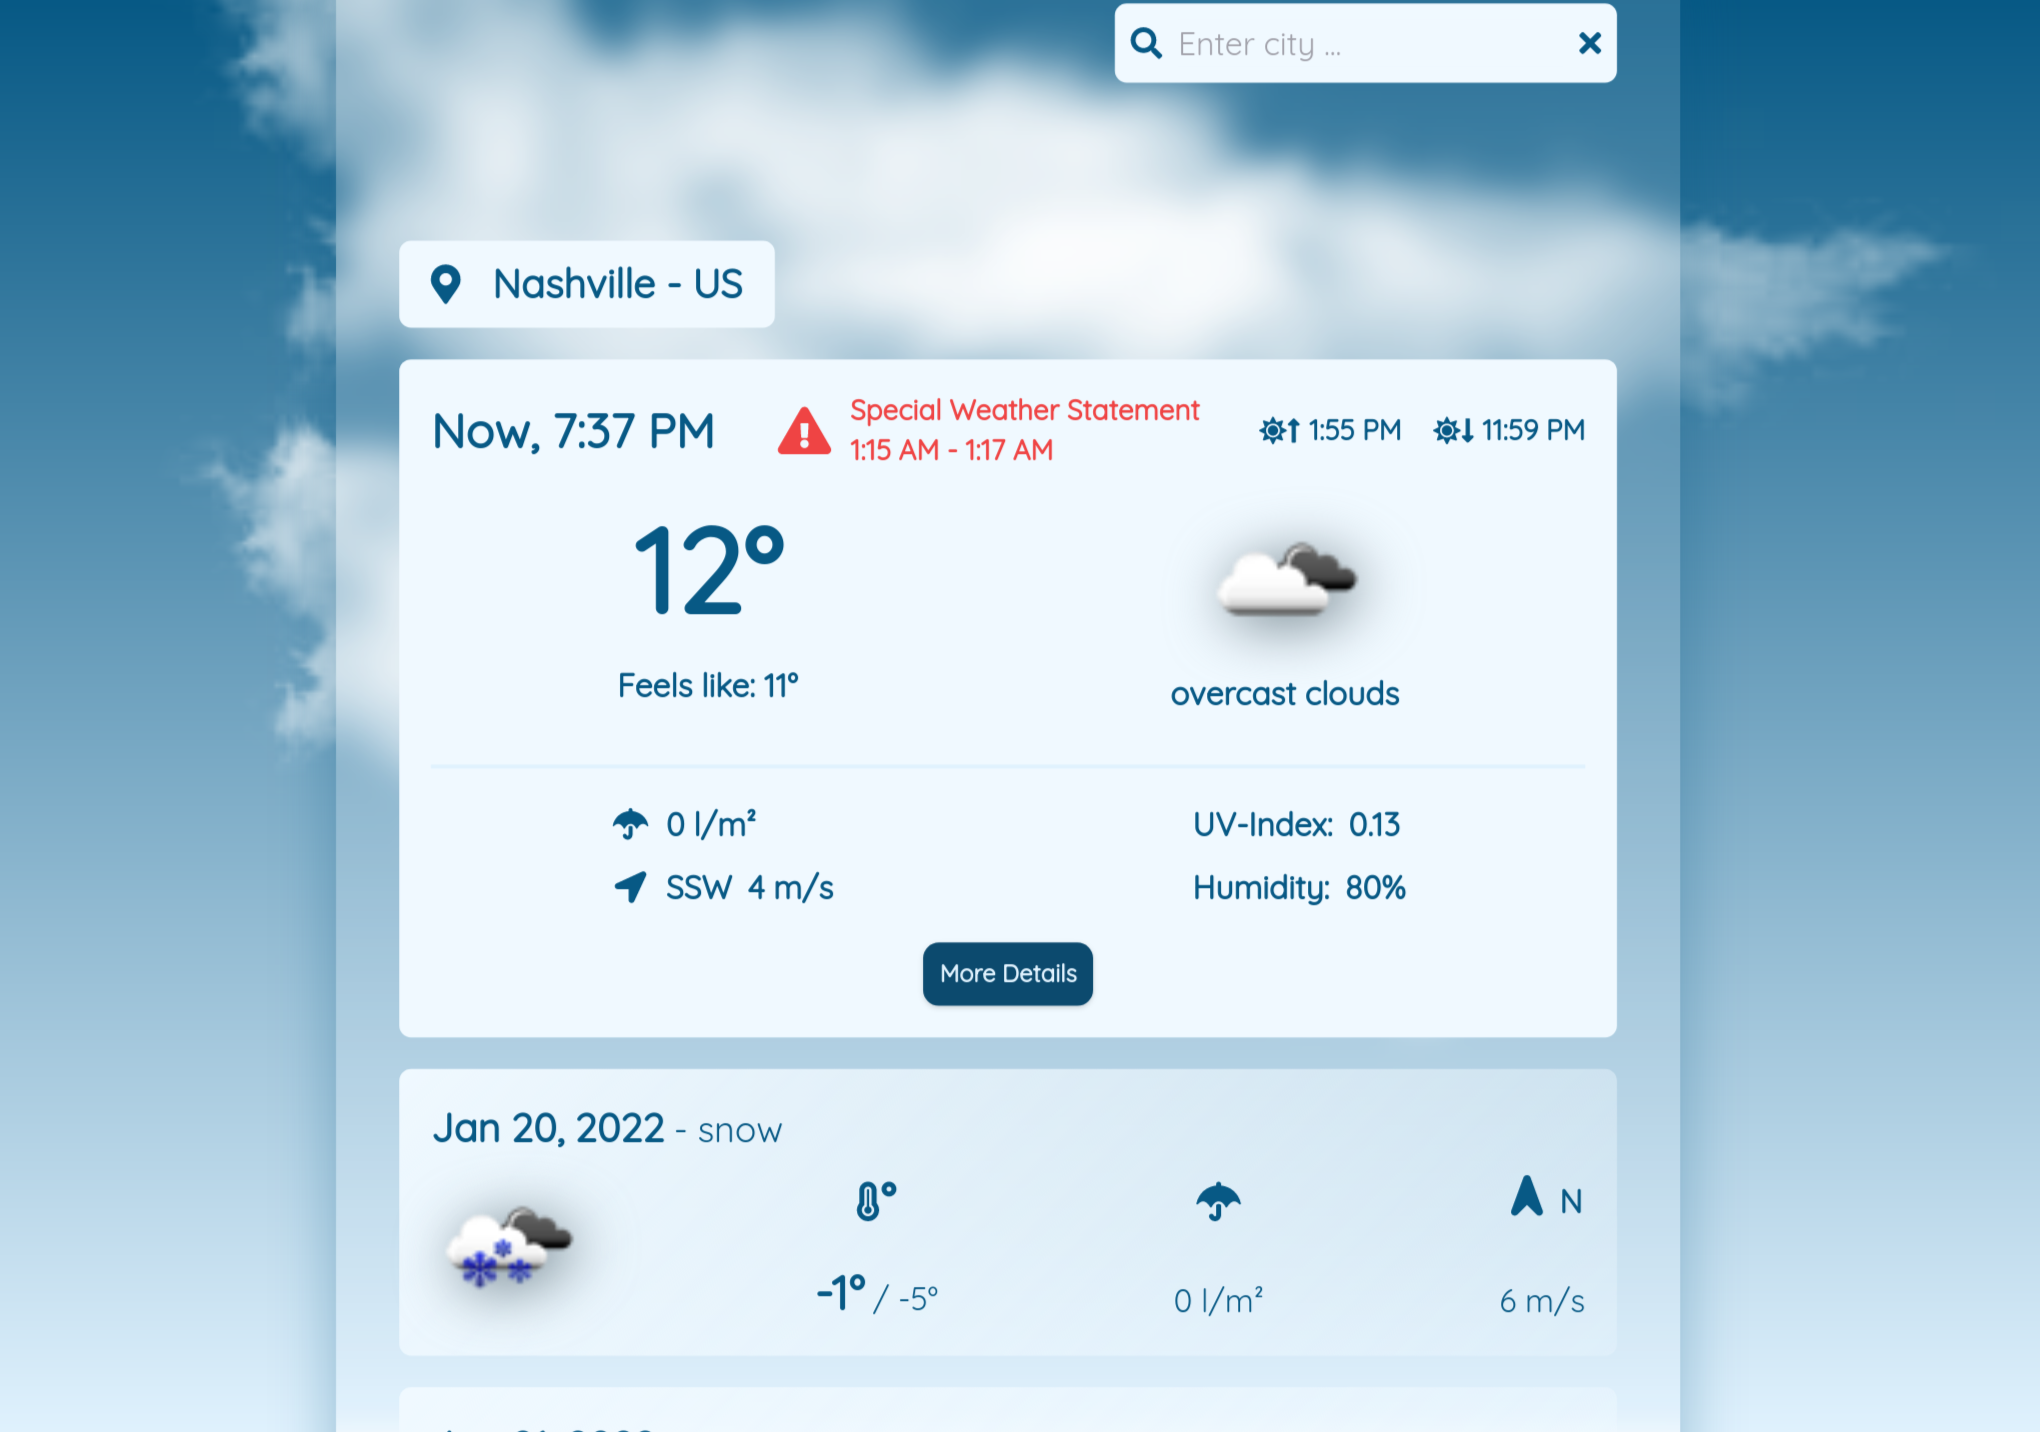 Enter city ...
Nashville - US
Now, 7:37 PM
Special Weather Statement
1:15 AM - 1:17 AM
1:55 PM
11:59 PM
12°
Feels like: 11°
overcast clouds
0 l/m²
UV-Index: 0.13
SSW 4 m/s
Humidity: 80%
More Details
Jan 20, 2022 - snow
N
-1° / -5°
0 l/m²
6 m/s